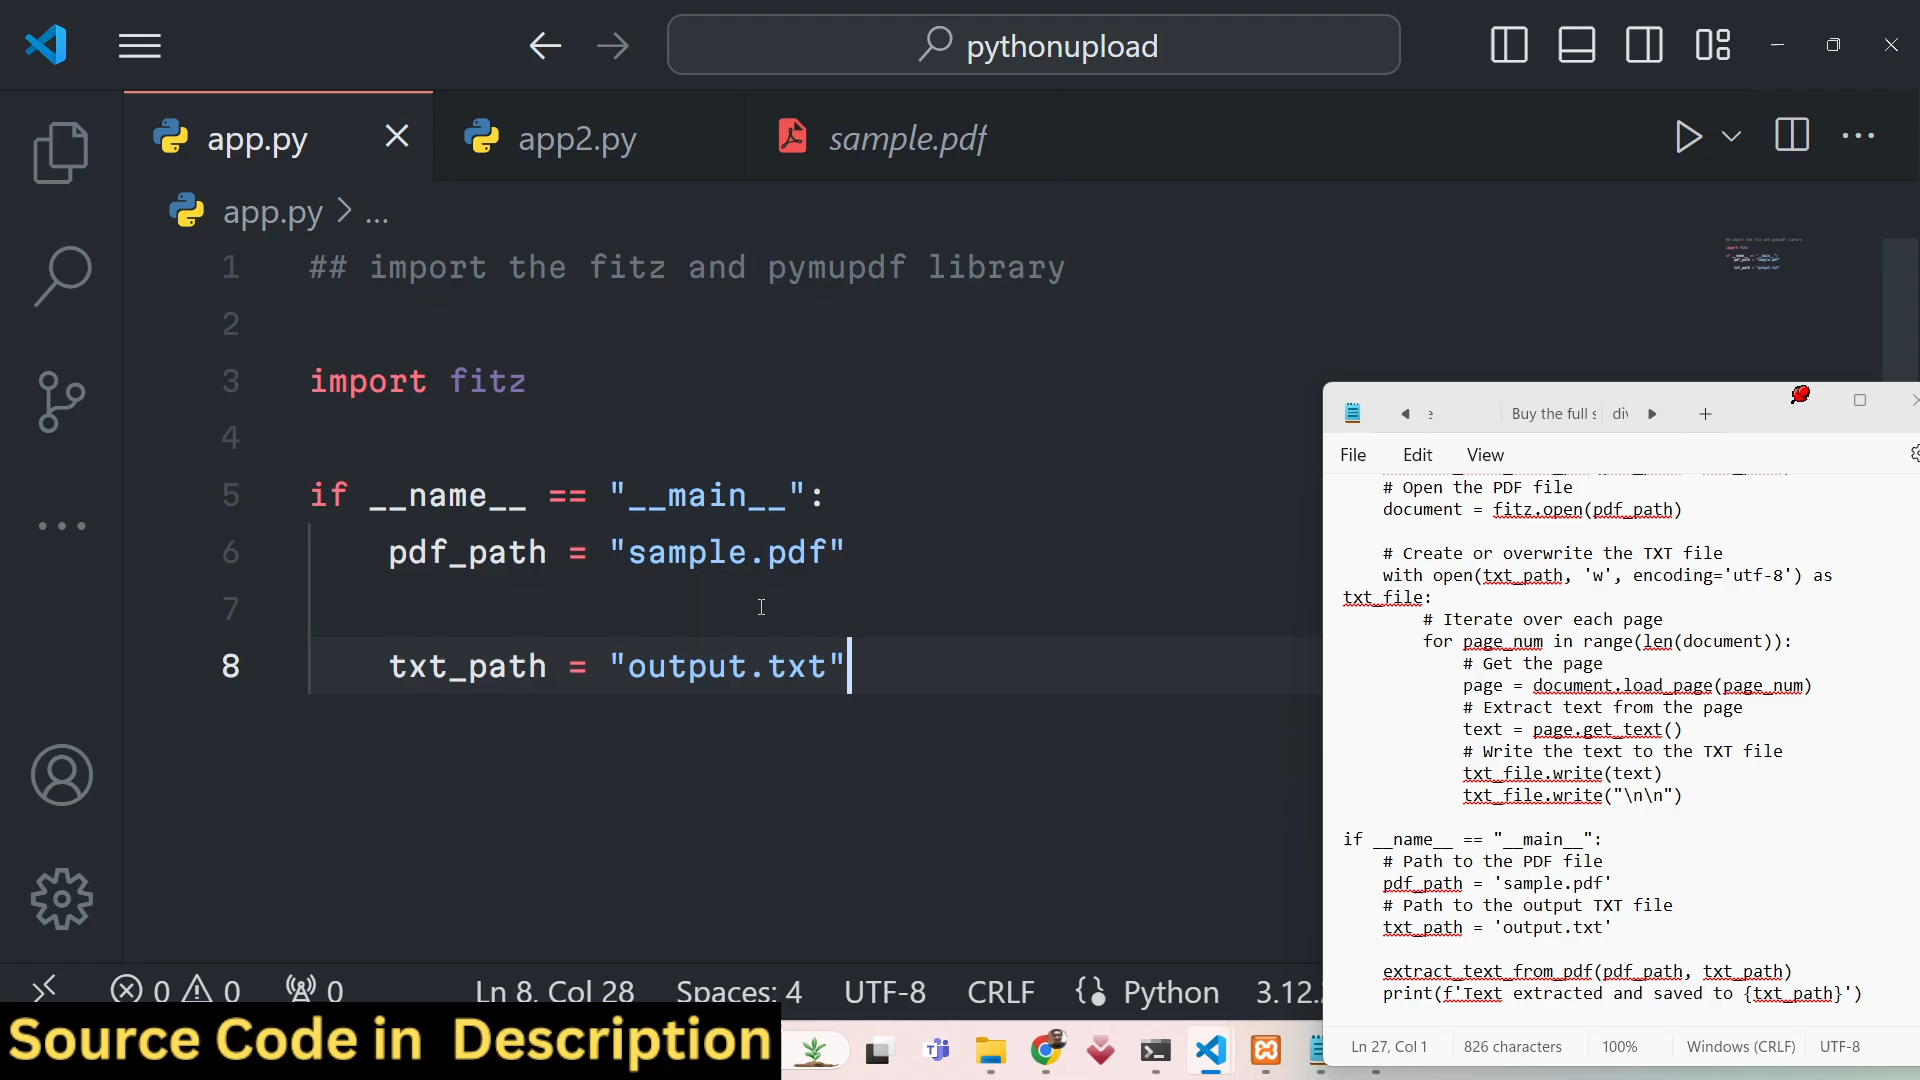 pythonupload
app.py
app2.py
sample.pdf
app.py > ...
1 ## import the fitz and pymupdf library
2
3 import fitz
4
5 if __name__ == "__main__":
6 pdf_path = "sample.pdf"
7
8 txt_path = "output.txt"
Buy the full
File Edit View
# Open the PDF file
document = fitz.open(pdf_path)
# Create or overwrite the TXT file
with open(txt_path, 'w', encoding='utf-8') as
txt_file:
# Iterate over each page
for page_num in range(len(document)):
# Get the page
page = document.load_page(page_num)
# Extract text from the page
text = page.get_text()
# Write the text to the TXT file
txt_file.write(text)
txt_file.write("\n\n")
if __name__ == "__main__":
# Path to the PDF file
pdf_path = 'sample.pdf'
# Path to the output TXT file
txt_path = 'output.txt'
extract_text_from_pdf(pdf_path, txt_path)
print(f'Text extracted and saved to {txt_path}')
Ln 27, Col 1 826 characters 100% Windows (CRLF) UTF-8
0 0 0 Ln 8, Col 28 Spaces: 4 UTF-8 CRLF Python 3.12.
Source Code in Description